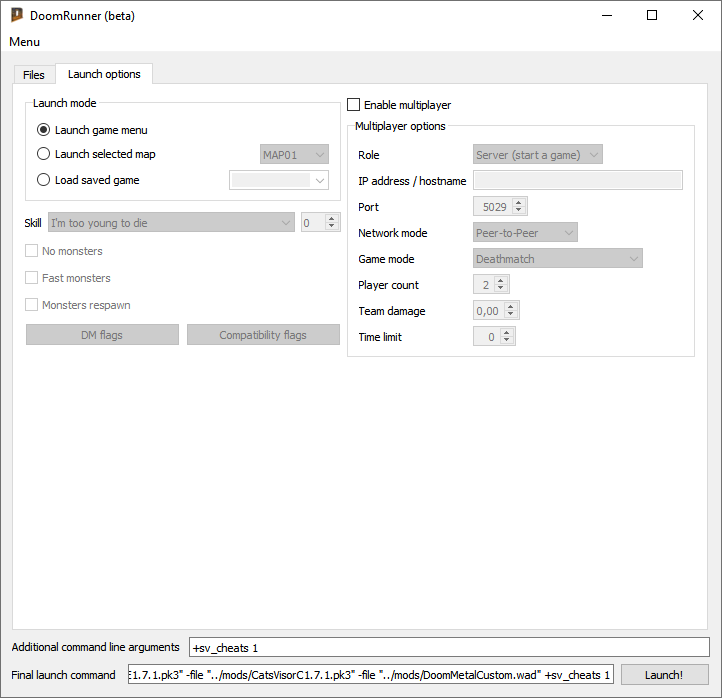 DoomRunner (beta)
Menu
Files
Launch options
Launch mode
Launch game menu
Launch selected map
MAP01
Load saved game
Skill
I'm too young to die
0
No monsters
Fast monsters
Monsters respawn
DM flags
Compatibility flags
Enable multiplayer
Multiplayer options
Role
Server (start a game)
IP address / hostname
Port
5029
Network mode
Peer-to-Peer
Game mode
Deathmatch
Player count
2
Team damage
0,00
Time limit
0
Additional command line arguments
+sv_cheats 1
Final launch command
1.7.1.pk3" -file "../mods/CatsVisorC1.7.1.pk3" -file "../mods/DoomMetalCustom.wad" +sv_cheats 1
Launch!